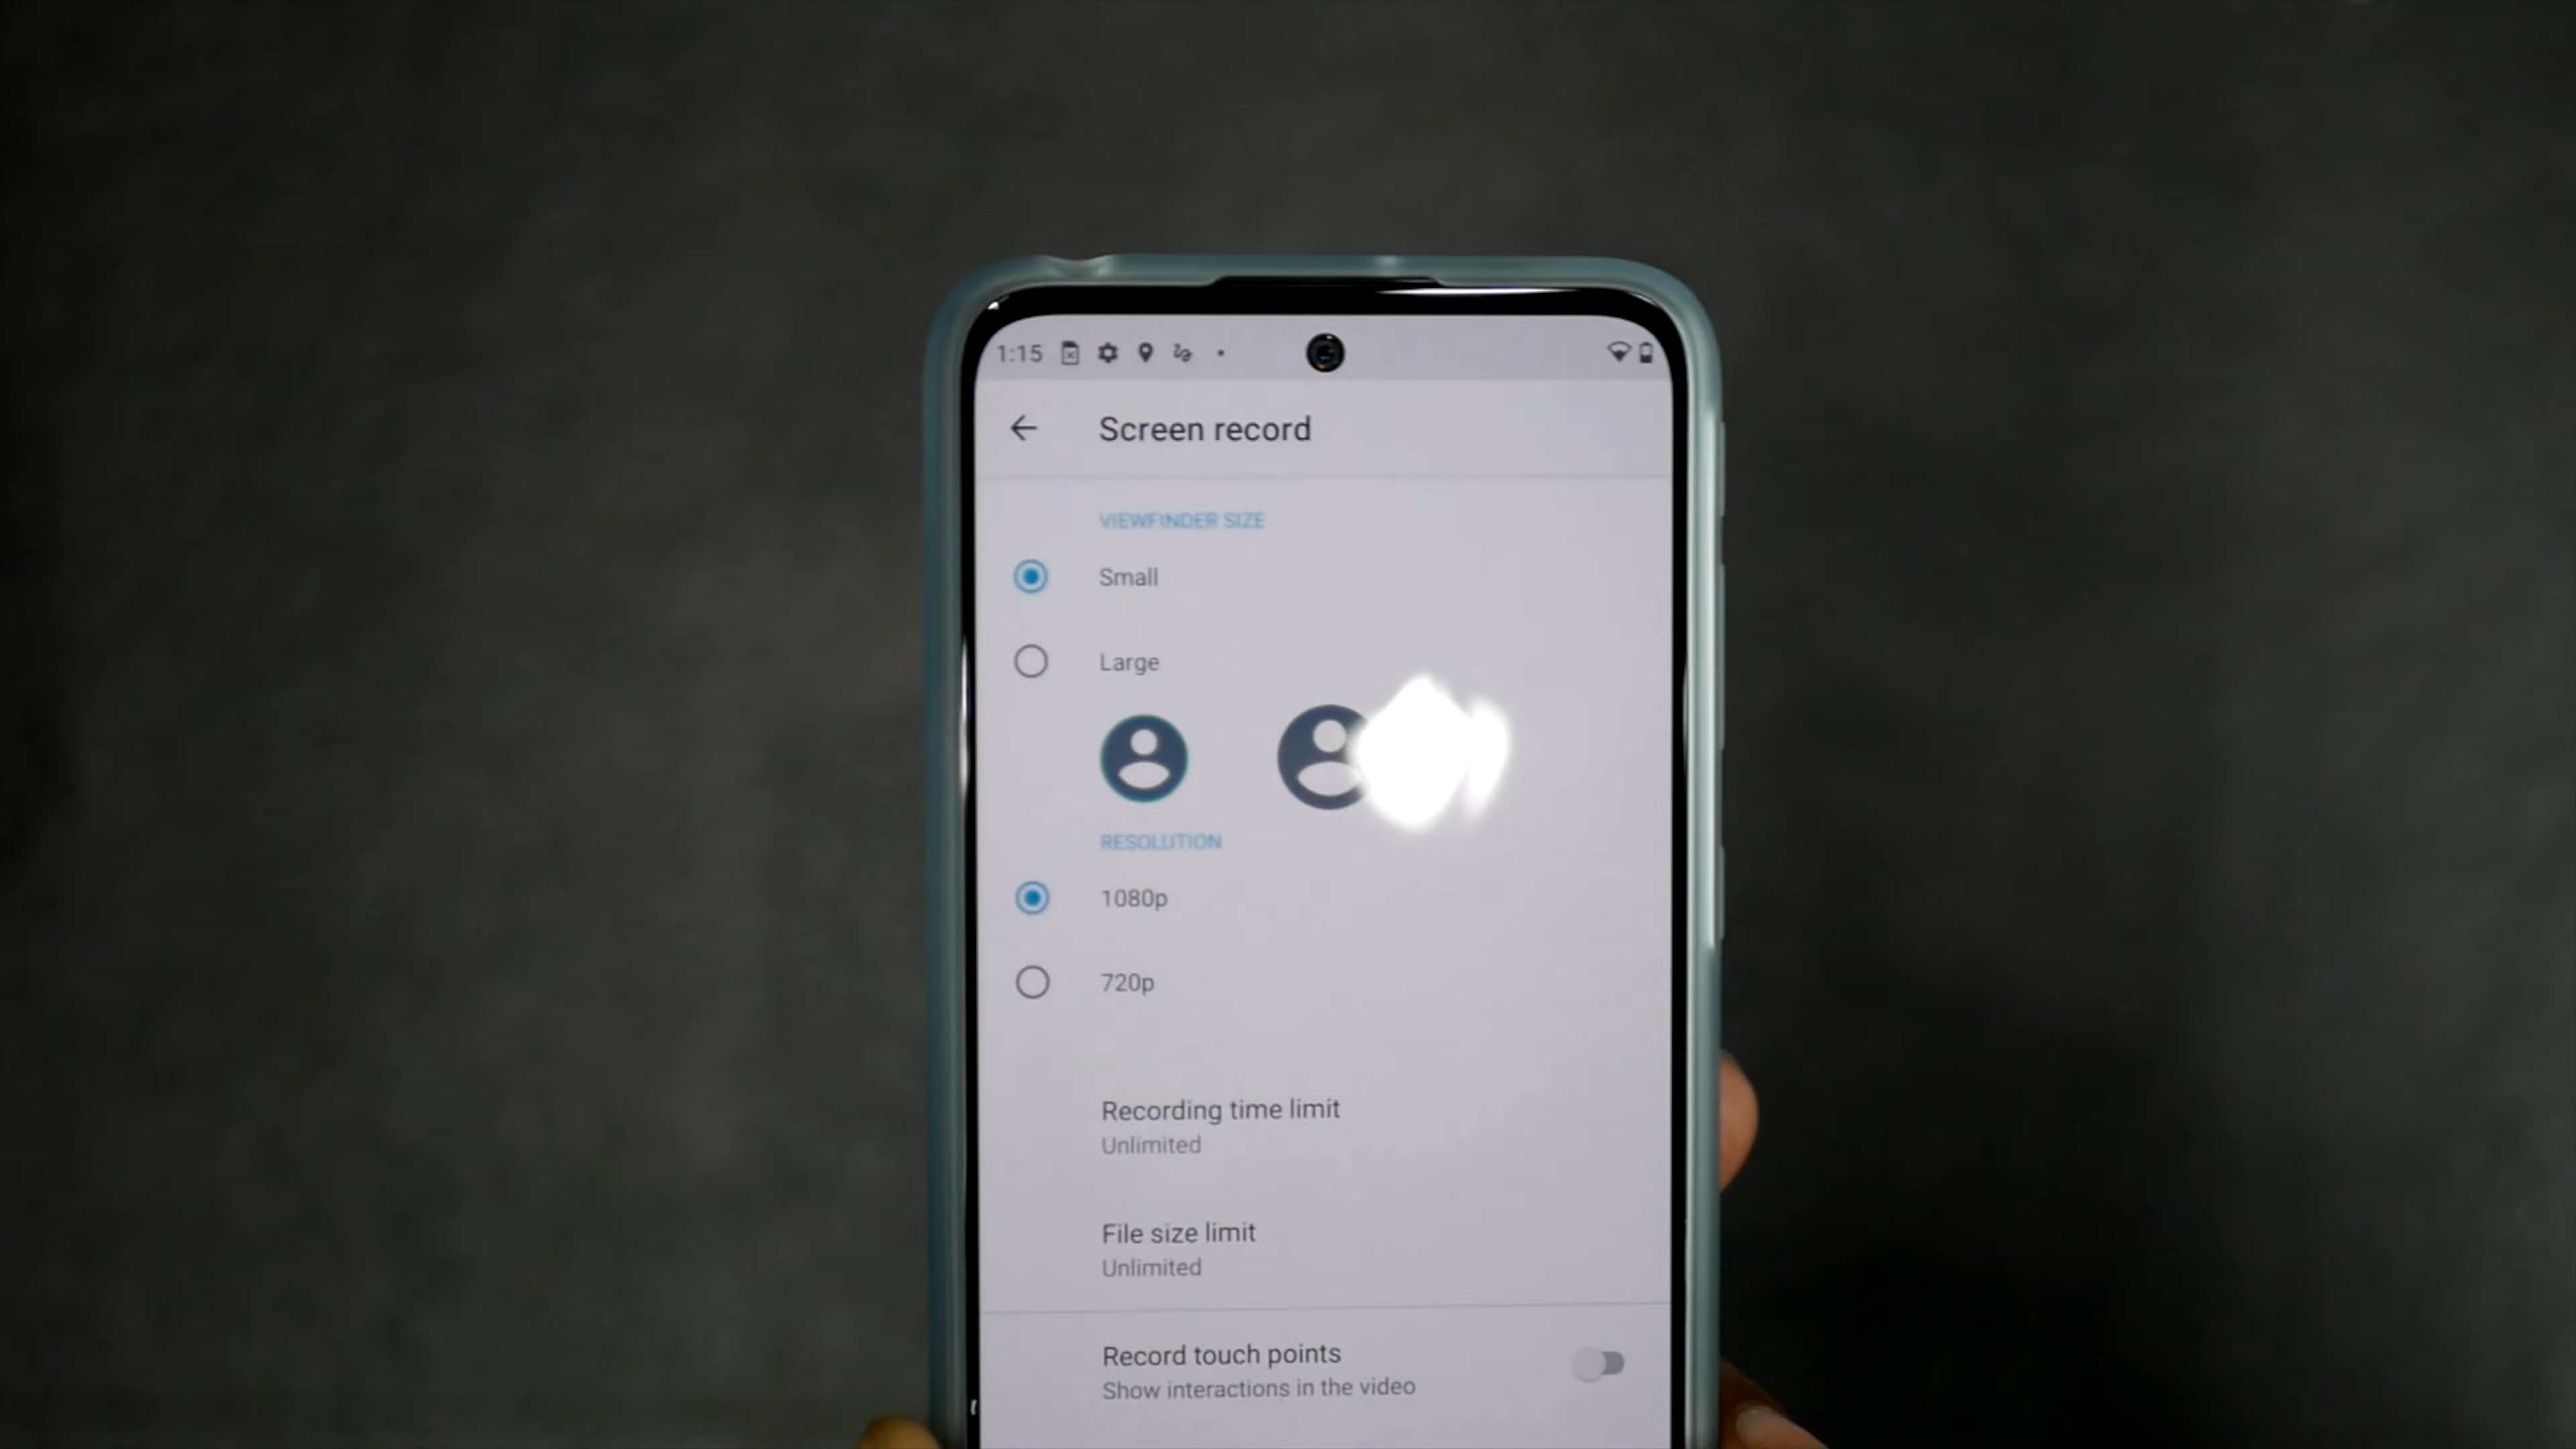 1:15
Screen record
VIEWFINDER SIZE
Small
Large
RESOLUTION
1080p
720p
Recording time limit
Unlimited
File size limit
Unlimited
Record touch points
Show interactions in the video